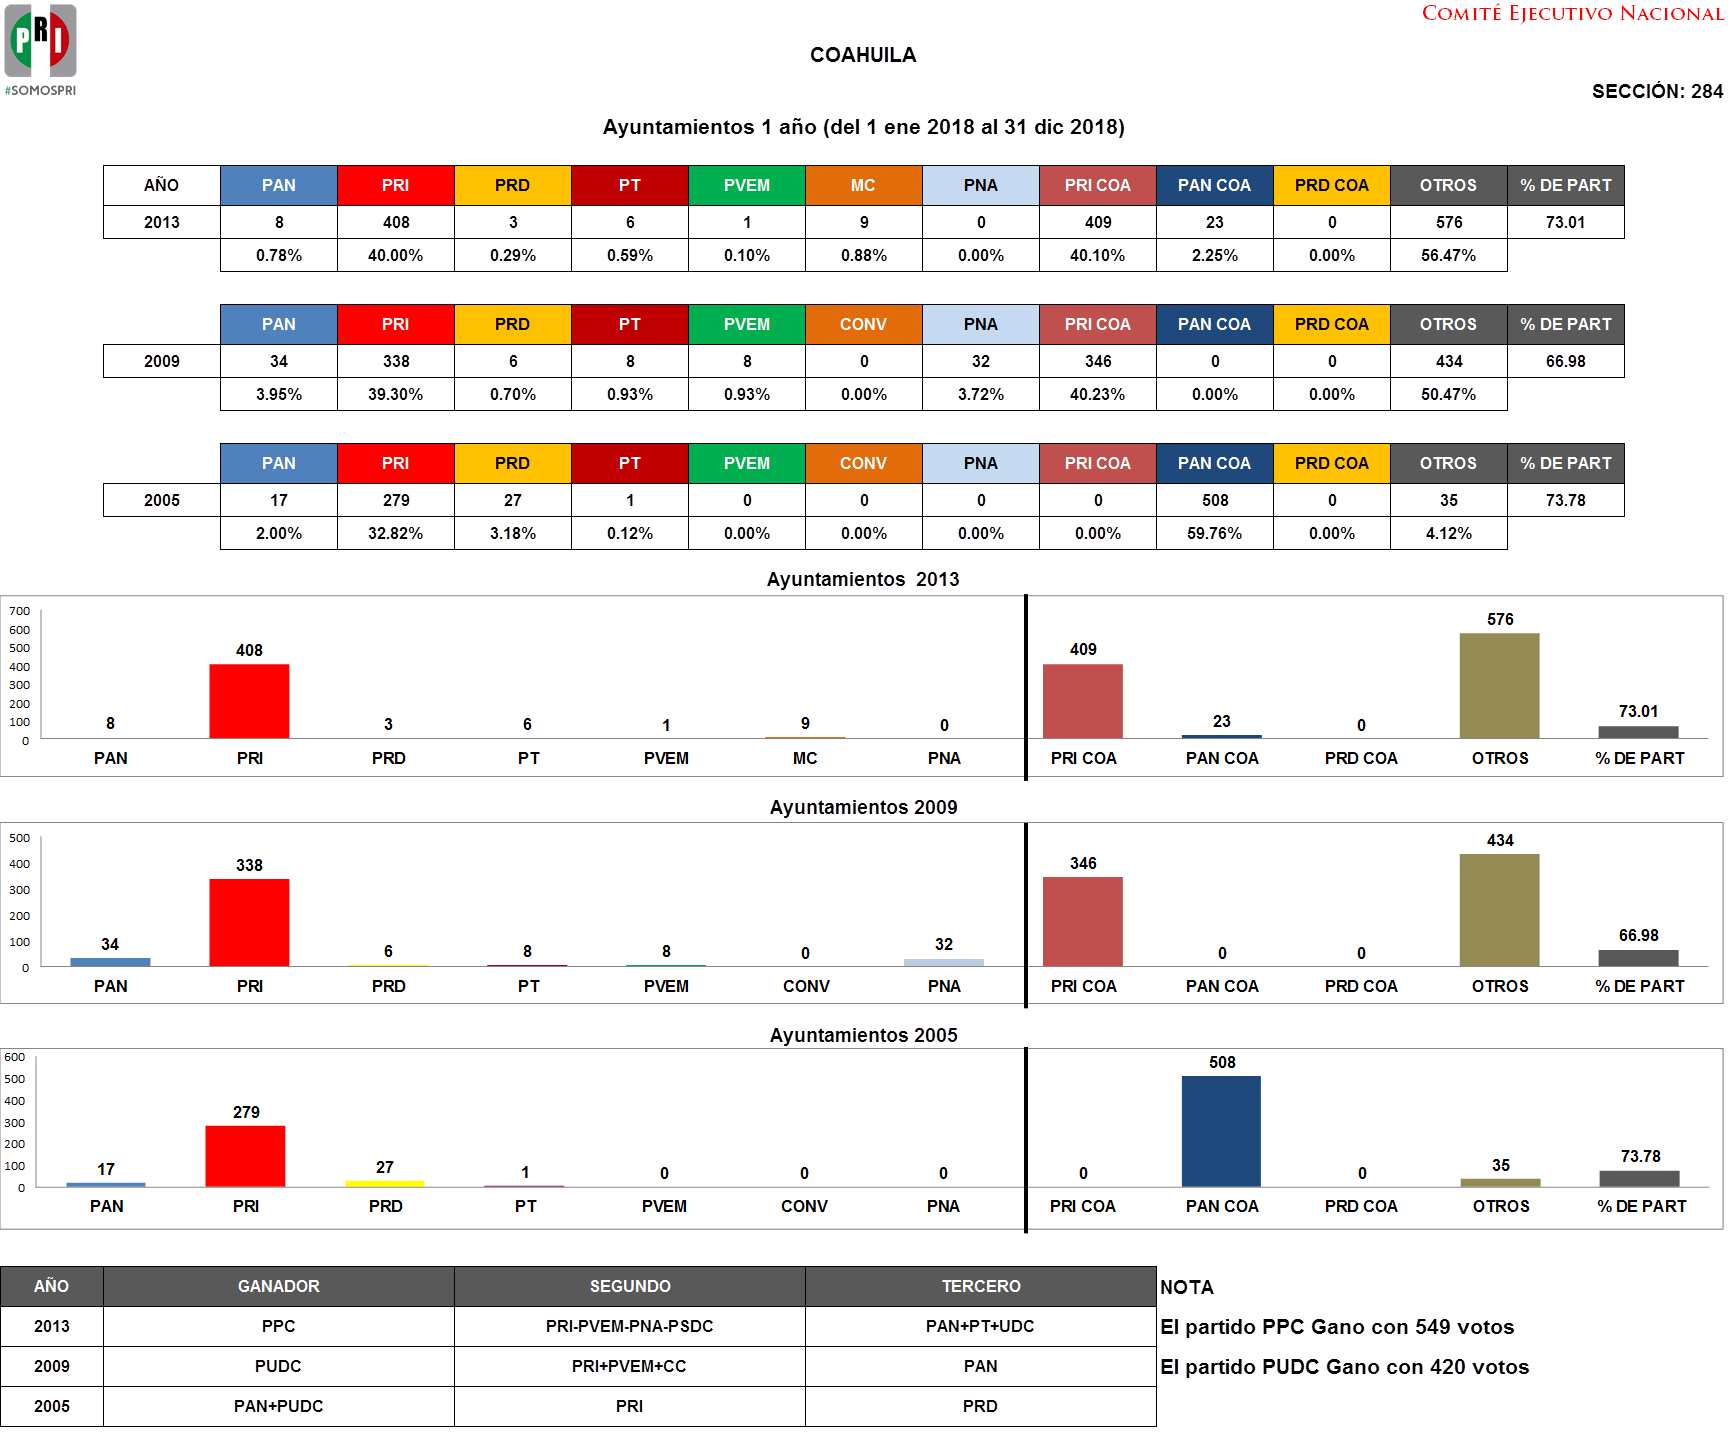 COMITÉ EJECUTIVO NACIONAL
PRI
#SOMOSPRI
COAHUILA
SECCIÓN: 284
Ayuntamientos 1 año (del 1 ene 2018 al 31 dic 2018)
AÑO PAN PRI PRD PT PVEM MC PNA PRI COA PAN COA PRD COA OTROS % DE PART
2013 8 408 3 6 1 9 0 409 23 0 576 73.01
0.78% 40.00% 0.29% 0.59% 0.10% 0.88% 0.00% 40.10% 2.25% 0.00% 56.47%
PAN PRI PRD PT PVEM CONV PNA PRI COA PAN COA PRD COA OTROS % DE PART
2009 34 338 6 8 8 0 32 346 0 0 434 66.98
3.95% 39.30% 0.70% 0.93% 0.93% 0.00% 3.72% 40.23% 0.00% 0.00% 50.47%
PAN PRI PRD PT PVEM CONV PNA PRI COA PAN COA PRD COA OTROS % DE PART
2005 17 279 27 1 0 0 0 0 508 0 35 73.78
2.00% 32.82% 3.18% 0.12% 0.00% 0.00% 0.00% 0.00% 59.76% 0.00% 4.12%
Ayuntamientos 2013
700
600
500
400
300
200
100
0
8 408 3 6 1 9 0 409 23 0 576 73.01
PAN PRI PRD PT PVEM MC PNA PRI COA PAN COA PRD COA OTROS % DE PART
Ayuntamientos 2009
500
400
300
200
100
0
34 338 6 8 8 0 32 346 0 0 434 66.98
PAN PRI PRD PT PVEM CONV PNA PRI COA PAN COA PRD COA OTROS % DE PART
Ayuntamientos 2005
600
500
400
300
200
100
0
17 279 27 1 0 0 0 0 508 0 35 73.78
PAN PRI PRD PT PVEM CONV PNA PRI COA PAN COA PRD COA OTROS % DE PART
AÑO GANADOR SEGUNDO TERCERO NOTA
2013 PPC PRI-PVEM-PNA-PSDC PAN+PT+UDC El partido PPC Gano con 549 votos
2009 PUDC PRI+PVEM+CC PAN El partido PUDC Gano con 420 votos
2005 PAN+PUDC PRI PRD